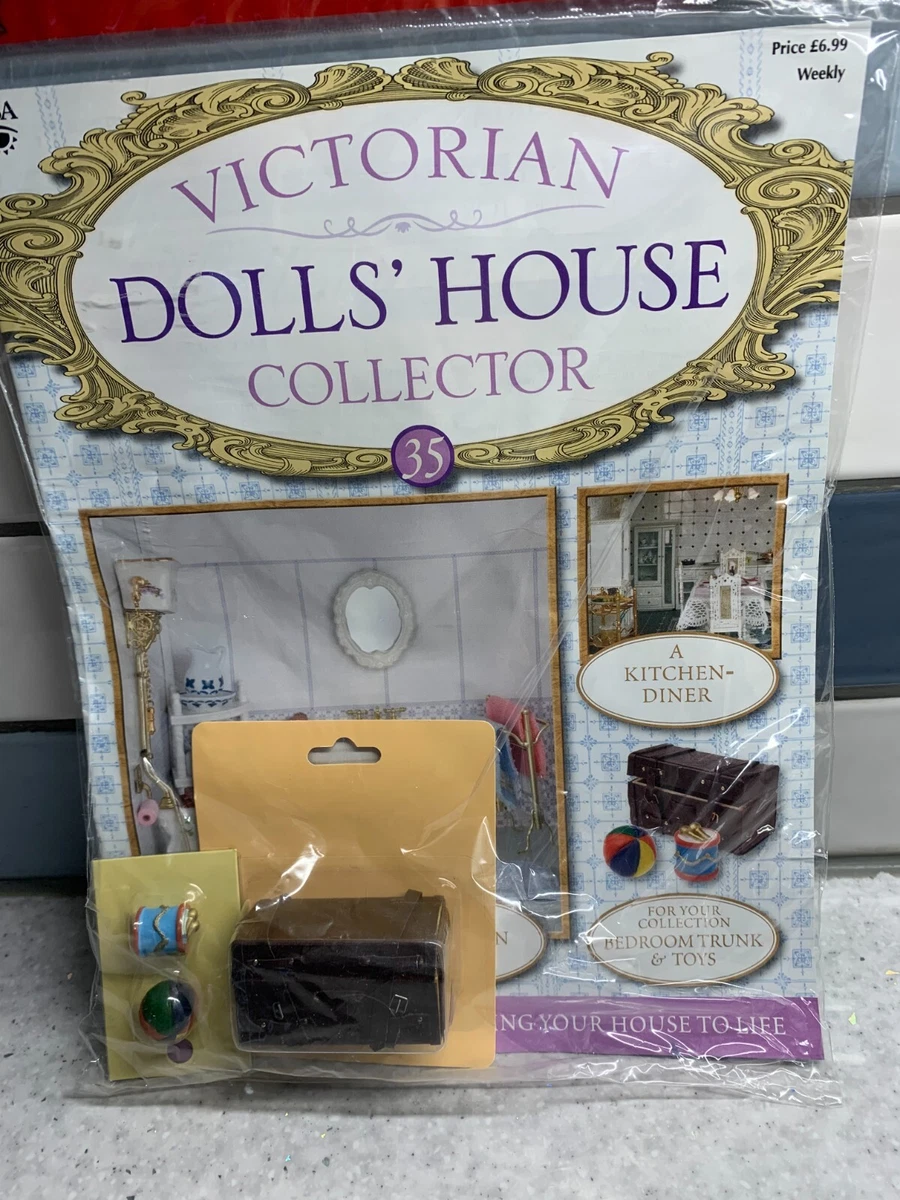 Price £6.99
Weekly
VICTORIAN
DOLLS’ HOUSE
COLLECTOR
35
A
KITCHEN-
DINER
FOR YOUR
COLLECTION
BEDROOM TRUNK
& TOYS
YOUR HOUSE TO LIFE